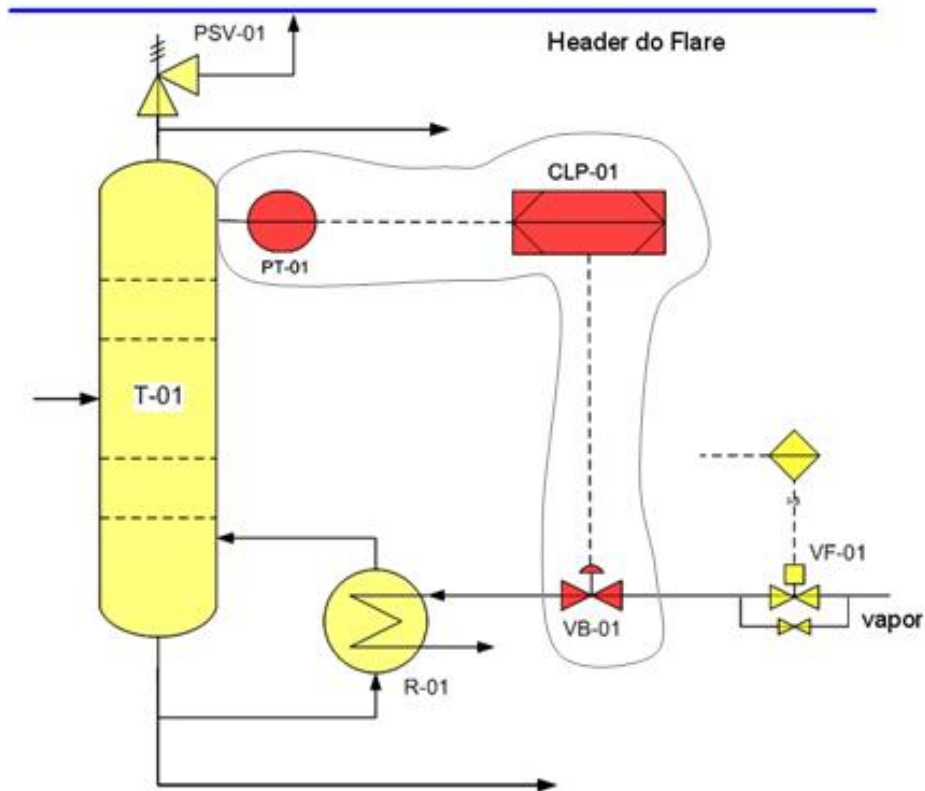 PSV-01
Header do Flare
CLP-01
PT-01
T-01
VF-01
vapor
VB-01
R-01